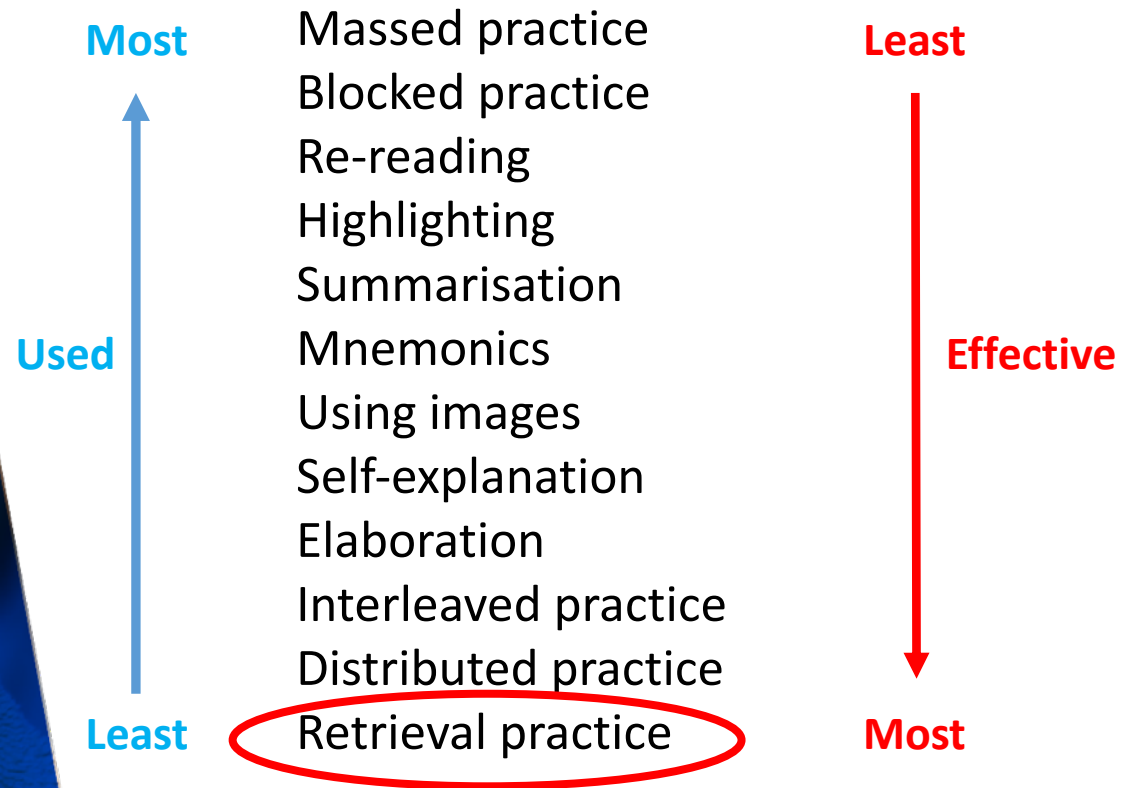 Most
Massed practice
Least
Blocked practice
Re-reading
Highlighting
Summarisation
Used
Mnemonics
Effective
Using images
Self-explanation
Elaboration
Interleaved practice
Distributed practice
Least
Retrieval practice
Most